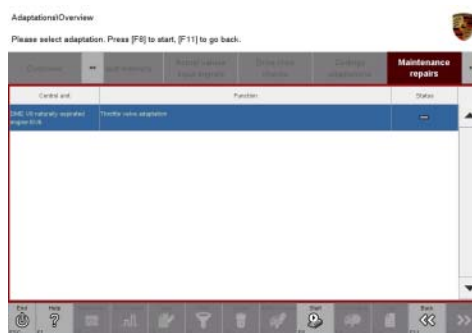 Adaptations\Overview
Please select adaptation. Press [F8] to start, [F11] to go back.
Maintenance
repairs
Control unit
Function
Status
DME V8 naturally aspirated
Throttle valve adaptation
End
Help
Start
Back